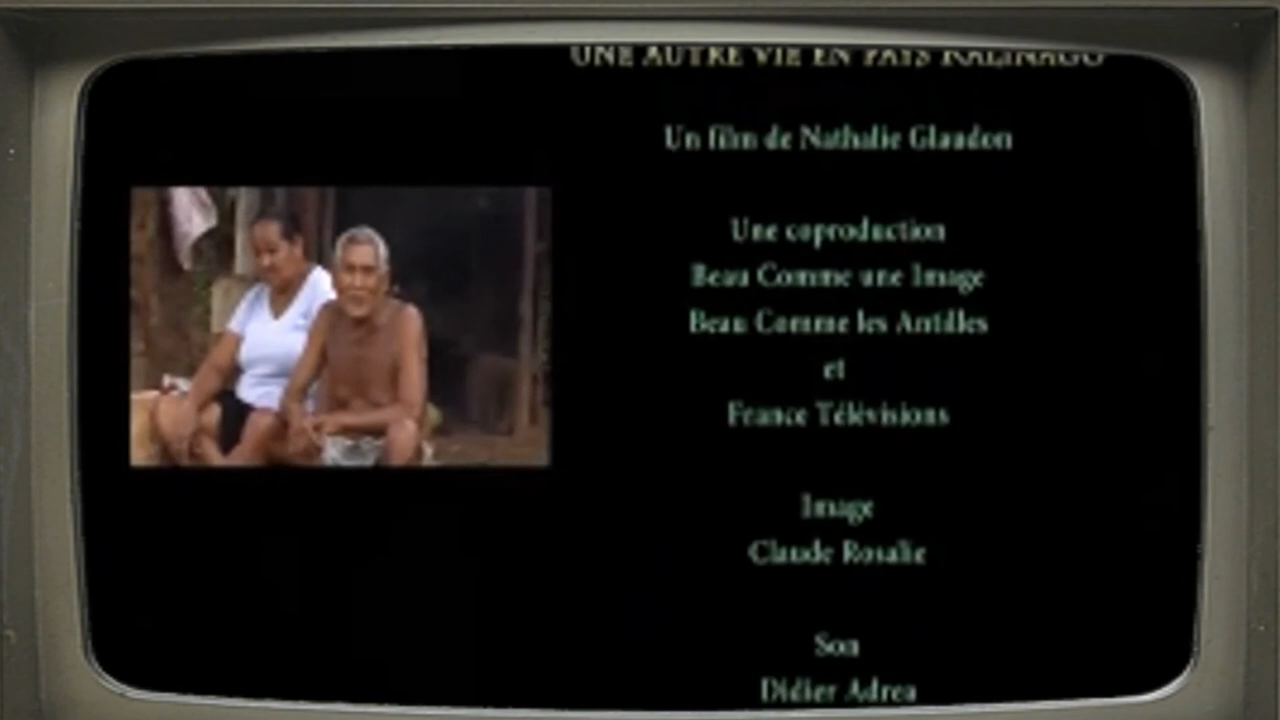 UNE AUTRE VIE EN PAYS KALINAGO
Un film de Nathalie Glaudon
Une coproduction
Beau Comme une Image
Beau Comme les Antilles
et
France Télévisions
Image
Claude Rosalie
Son
Didier Adrea